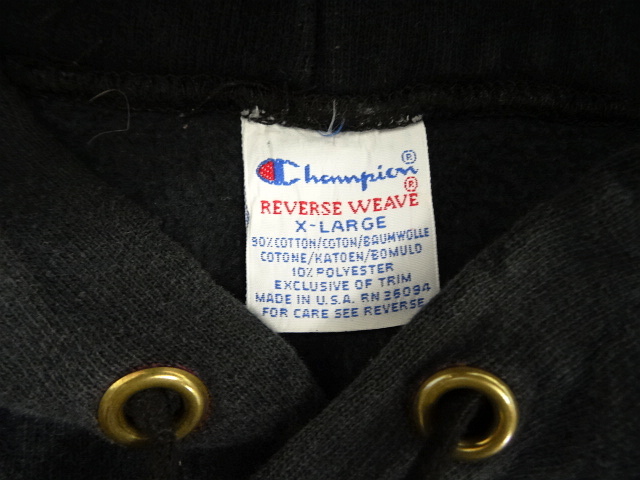 Champion®
REVERSE WEAVE®
X-LARGE
90%COTTON/COTON/BAUMWOLLE
COTONE/KATOEN/BOMULD
10% POLYESTER
EXCLUSIVE OF TRIM
MADE IN U.S.A. RN 26094
FOR CARE SEE REVERSE